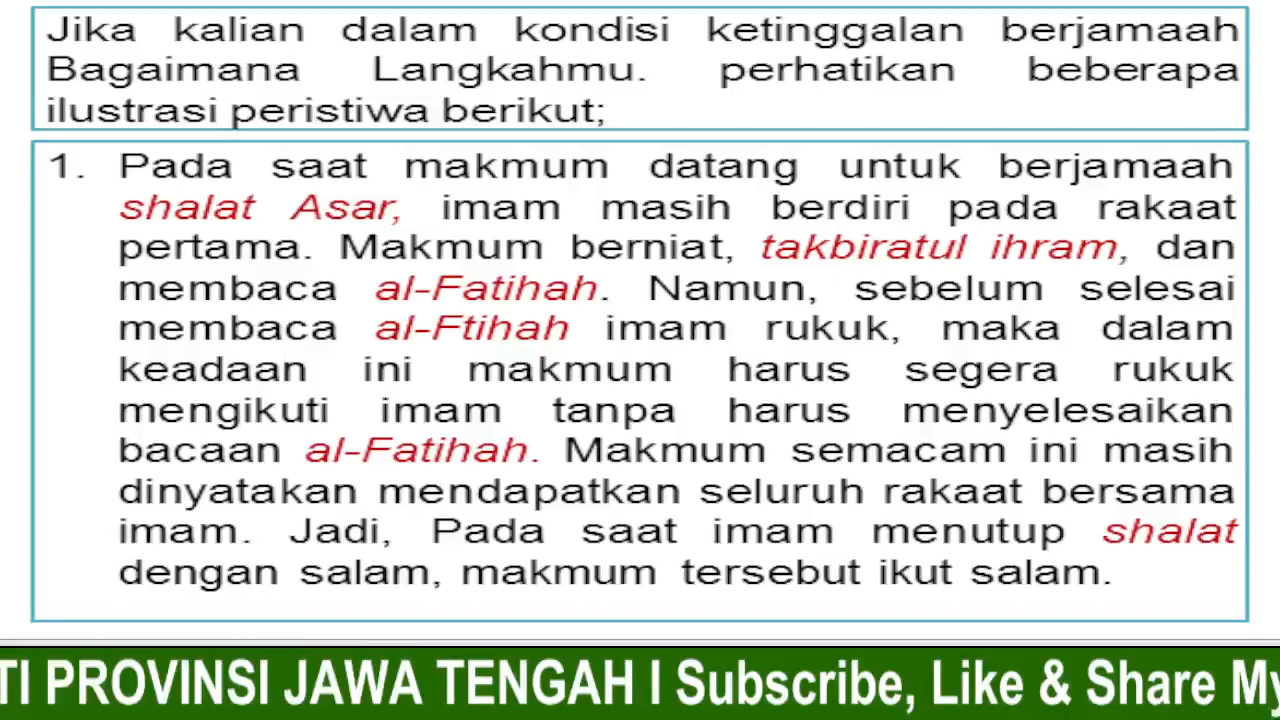 Jika kalian dalam kondisi ketinggalan berjamaah
Bagaimana Langkahmu. perhatikan beberapa
ilustrasi peristiwa berikut;
1. Pada saat makmum datang untuk berjamaah
shalat Asar, imam masih berdiri pada rakaat
pertama. Makmum berniat, takbiratul ihram, dan
membaca al-Fatihah. Namun, sebelum selesai
membaca al-Ftihah imam rukuk, maka dalam
keadaan ini makmum harus segera rukuk
mengikuti imam tanpa harus menyelesaikan
bacaan al-Fatihah. Makmum semacam ini masih
dinyatakan mendapatkan seluruh rakaat bersama
imam. Jadi, Pada saat imam menutup shalat
dengan salam, makmum tersebut ikut salam.
TI PROVINSI JAWA TENGAH I Subscribe, Like & Share My